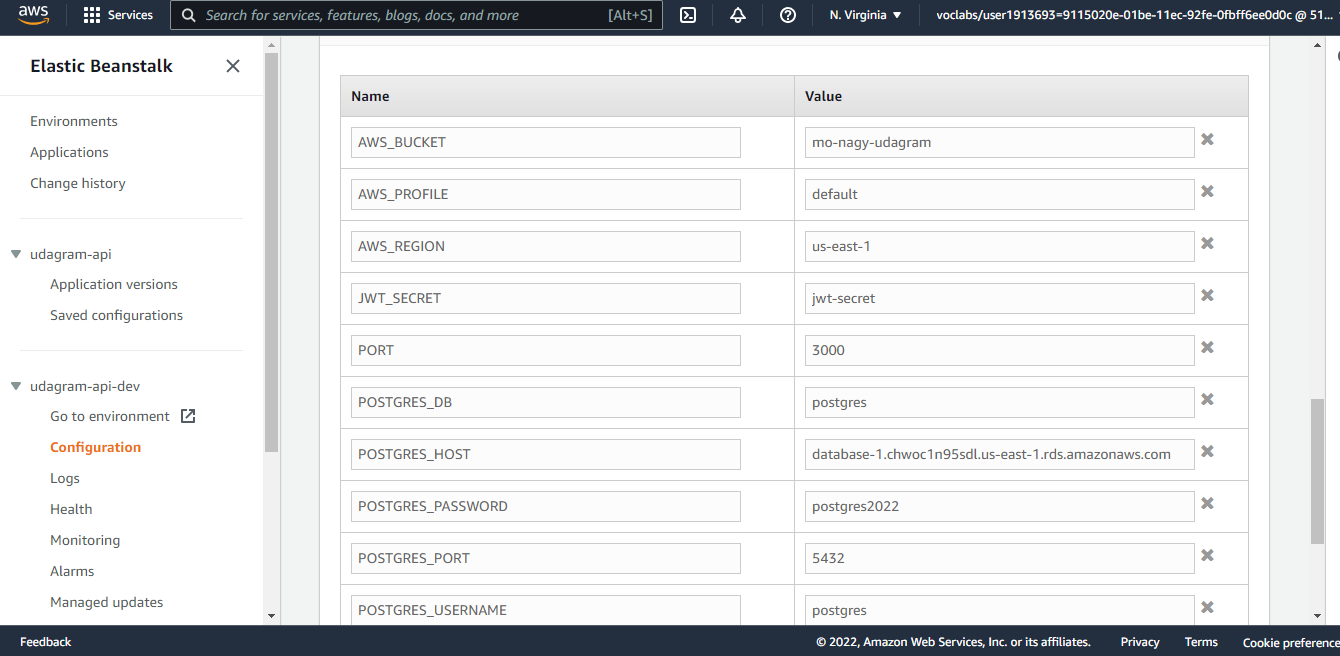 aws Services Search for services, features, blogs, docs, and more [Alt+S] N. Virginia voclabs/user1913693=9115020e-01be-11ec-92fe-0fbff6ee0d0c @ 51...
Elastic Beanstalk
Environments
Applications
Change history
udagram-api
Application versions
Saved configurations
udagram-api-dev
Go to environment
Configuration
Logs
Health
Monitoring
Alarms
Managed updates
Name Value
AWS_BUCKET mo-nagy-udagram
AWS_PROFILE default
AWS_REGION us-east-1
JWT_SECRET jwt-secret
PORT 3000
POSTGRES_DB postgres
POSTGRES_HOST database-1.chwoc1n95sdl.us-east-1.rds.amazonaws.com
POSTGRES_PASSWORD postgres2022
POSTGRES_PORT 5432
POSTGRES_USERNAME postgres
Feedback © 2022, Amazon Web Services, Inc. or its affiliates. Privacy Terms Cookie preference